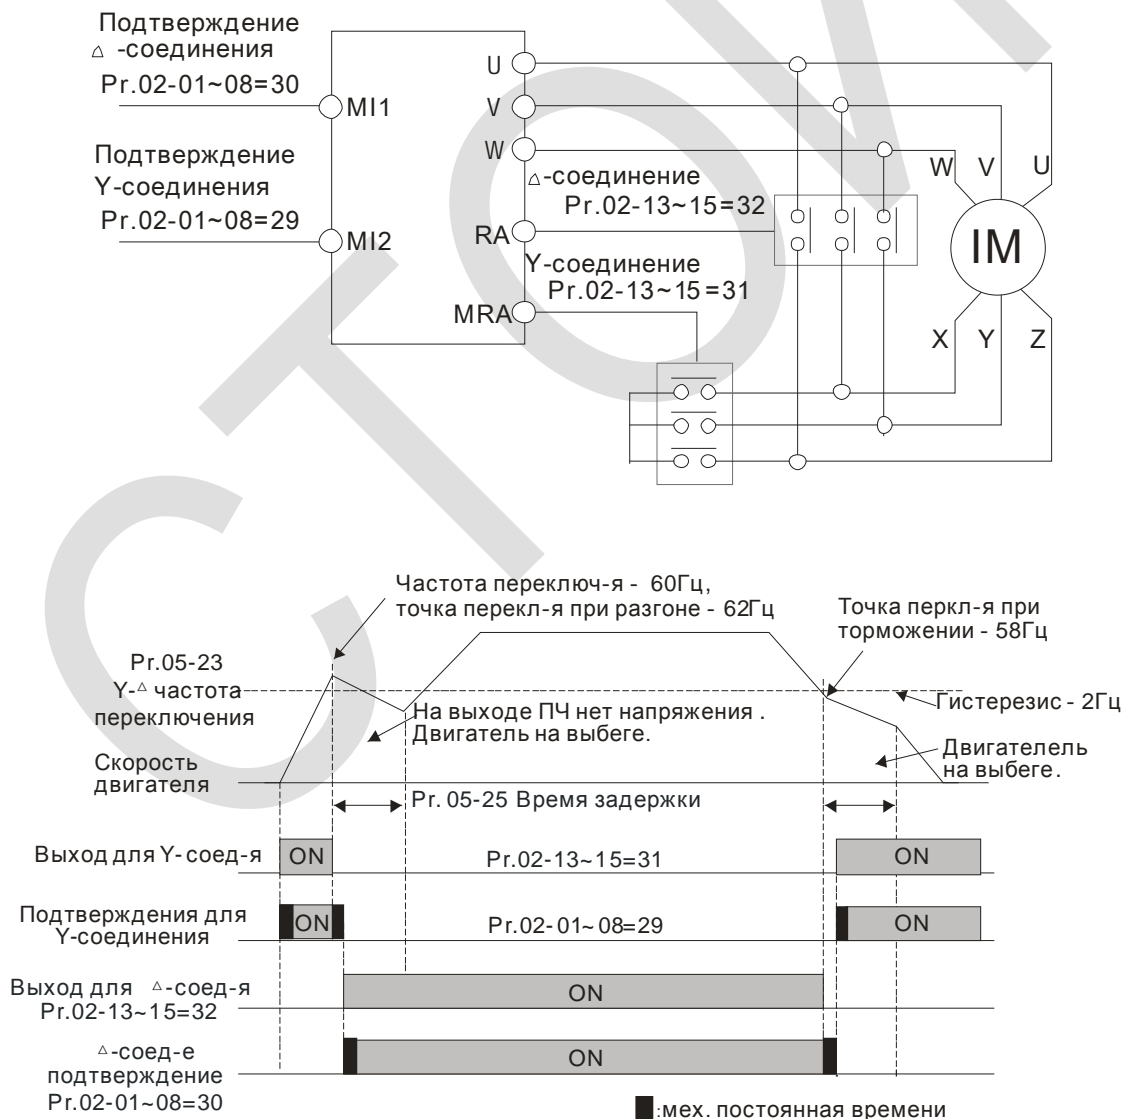 Подтверждение
△ -соединения
Pr.02-01~08=30
MI1
Подтверждение
Y-соединения
Pr.02-01~08=29
MI2
U
V
W
△-соединение
Pr.02-13~15=32
RA
Y-соединение
Pr.02-13~15=31
MRA
W V U
IM
X Y Z
Частота переключ-я - 60Гц,
точка перекл-я при разгоне - 62Гц
Точка перкл-я при
торможении - 58Гц
Pr.05-23
Y-△ частота
переключения
Гистерезис - 2Гц
На выходе ПЧ нет напряжения .
Двигатель на выбеге.
Двигателель
на выбеге.
Скорость
двигателя
Pr. 05-25 Время задержки
Выход для Y- соед-я
ON
Pr.02-13~15=31
ON
Подтверждения для
Y-соединения
ON
Pr.02-01~08=29
ON
Выход для △-соед-я
Pr.02-13~15=32
ON
△-соед-е
подтверждение
Pr.02-01~08=30
ON
:мех. постоянная времени
СТОИ